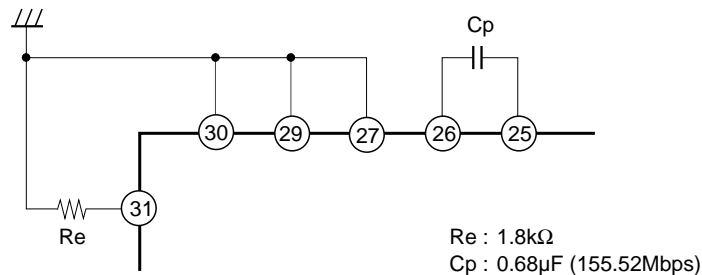 Cp
30 29 27 26 25
31
Re
Re : 1.8kΩ
Cp : 0.68µF (155.52Mbps)